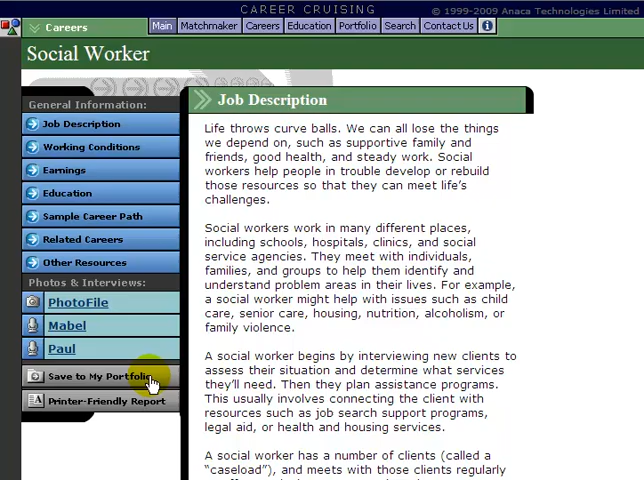 CAREER CRUISING
© 1999-2009 Anaca Technologies Limited
Careers
Main Matchmaker Careers Education Portfolio Search Contact Us i
Social Worker
General Information:
Job Description
Working Conditions
Earnings
Education
Sample Career Path
Related Careers
Other Resources
Photos & Interviews:
PhotoFile
Mabel
Paul
Save to My Portfolio
A Printer-Friendly Report
Job Description
Life throws curve balls. We can all lose the things
we depend on, such as supportive family and
friends, good health, and steady work. Social
workers help people in trouble develop or rebuild
those resources so that they can meet life's
challenges.
Social workers work in many different places,
including schools, hospitals, clinics, and social
service agencies. They meet with individuals,
families, and groups to help them identify and
understand problem areas in their lives. For example,
a social worker might help with issues such as child
care, senior care, housing, nutrition, alcoholism, or
family violence.
A social worker begins by interviewing new clients to
assess their situation and determine what services
they'll need. Then they plan assistance programs.
This usually involves connecting the client with
resources such as job search support programs,
legal aid, or health and housing services.
A social worker has a number of clients (called a
"caseload"), and meets with those clients regularly